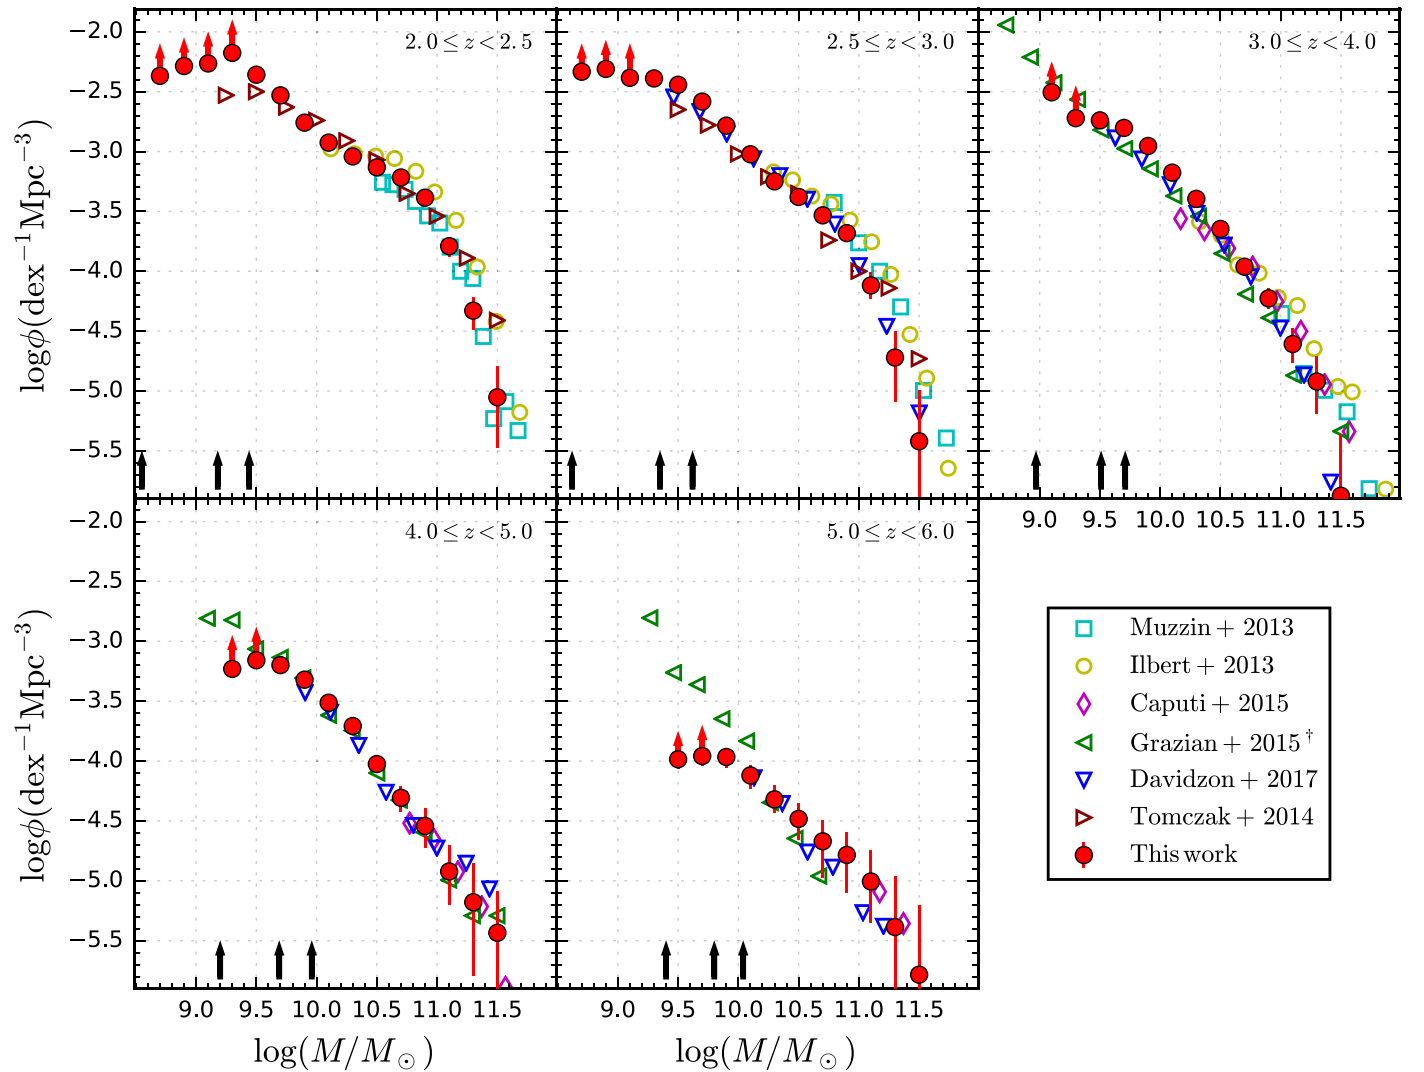 −2.0
−2.5
−3.0
−3.5
−4.0
−4.5
−5.0
−5.5
logϕ(dex⁻¹Mpc⁻³)
2.0 ≤ z < 2.5
2.5 ≤ z < 3.0
3.0 ≤ z < 4.0
9.0 9.5 10.0 10.5 11.0 11.5
−2.0
−2.5
−3.0
−3.5
−4.0
−4.5
−5.0
−5.5
logϕ(dex⁻¹Mpc⁻³)
4.0 ≤ z < 5.0
5.0 ≤ z < 6.0
9.0 9.5 10.0 10.5 11.0 11.5
9.0 9.5 10.0 10.5 11.0 11.5
log(M/M⊙)
log(M/M⊙)
Muzzin + 2013
Ilbert + 2013
Caputi + 2015
Grazian + 2015†
Davidzon + 2017
Tomczak + 2014
This work